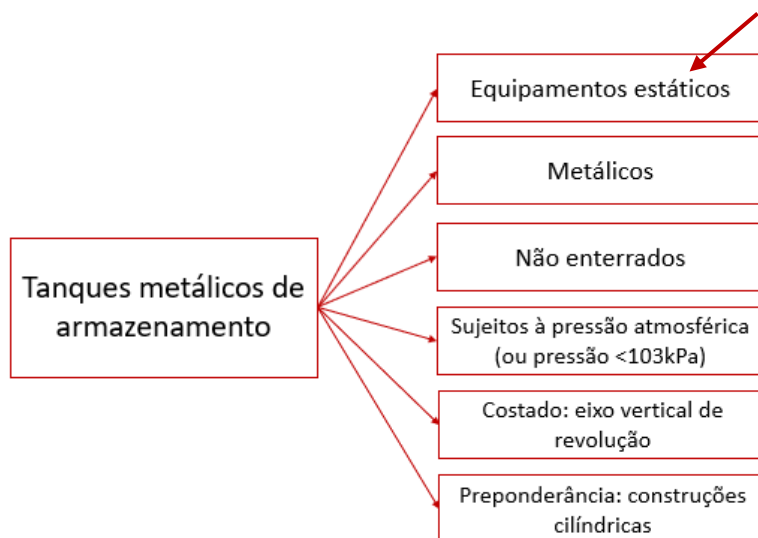 Equipamentos estáticos
Metálicos
Não enterrados
Tanques metálicos de
armazenamento
Sujeitos à pressão atmosférica
(ou pressão <103kPa)
Costado: eixo vertical de
revolução
Preponderância: construções
cilíndricas